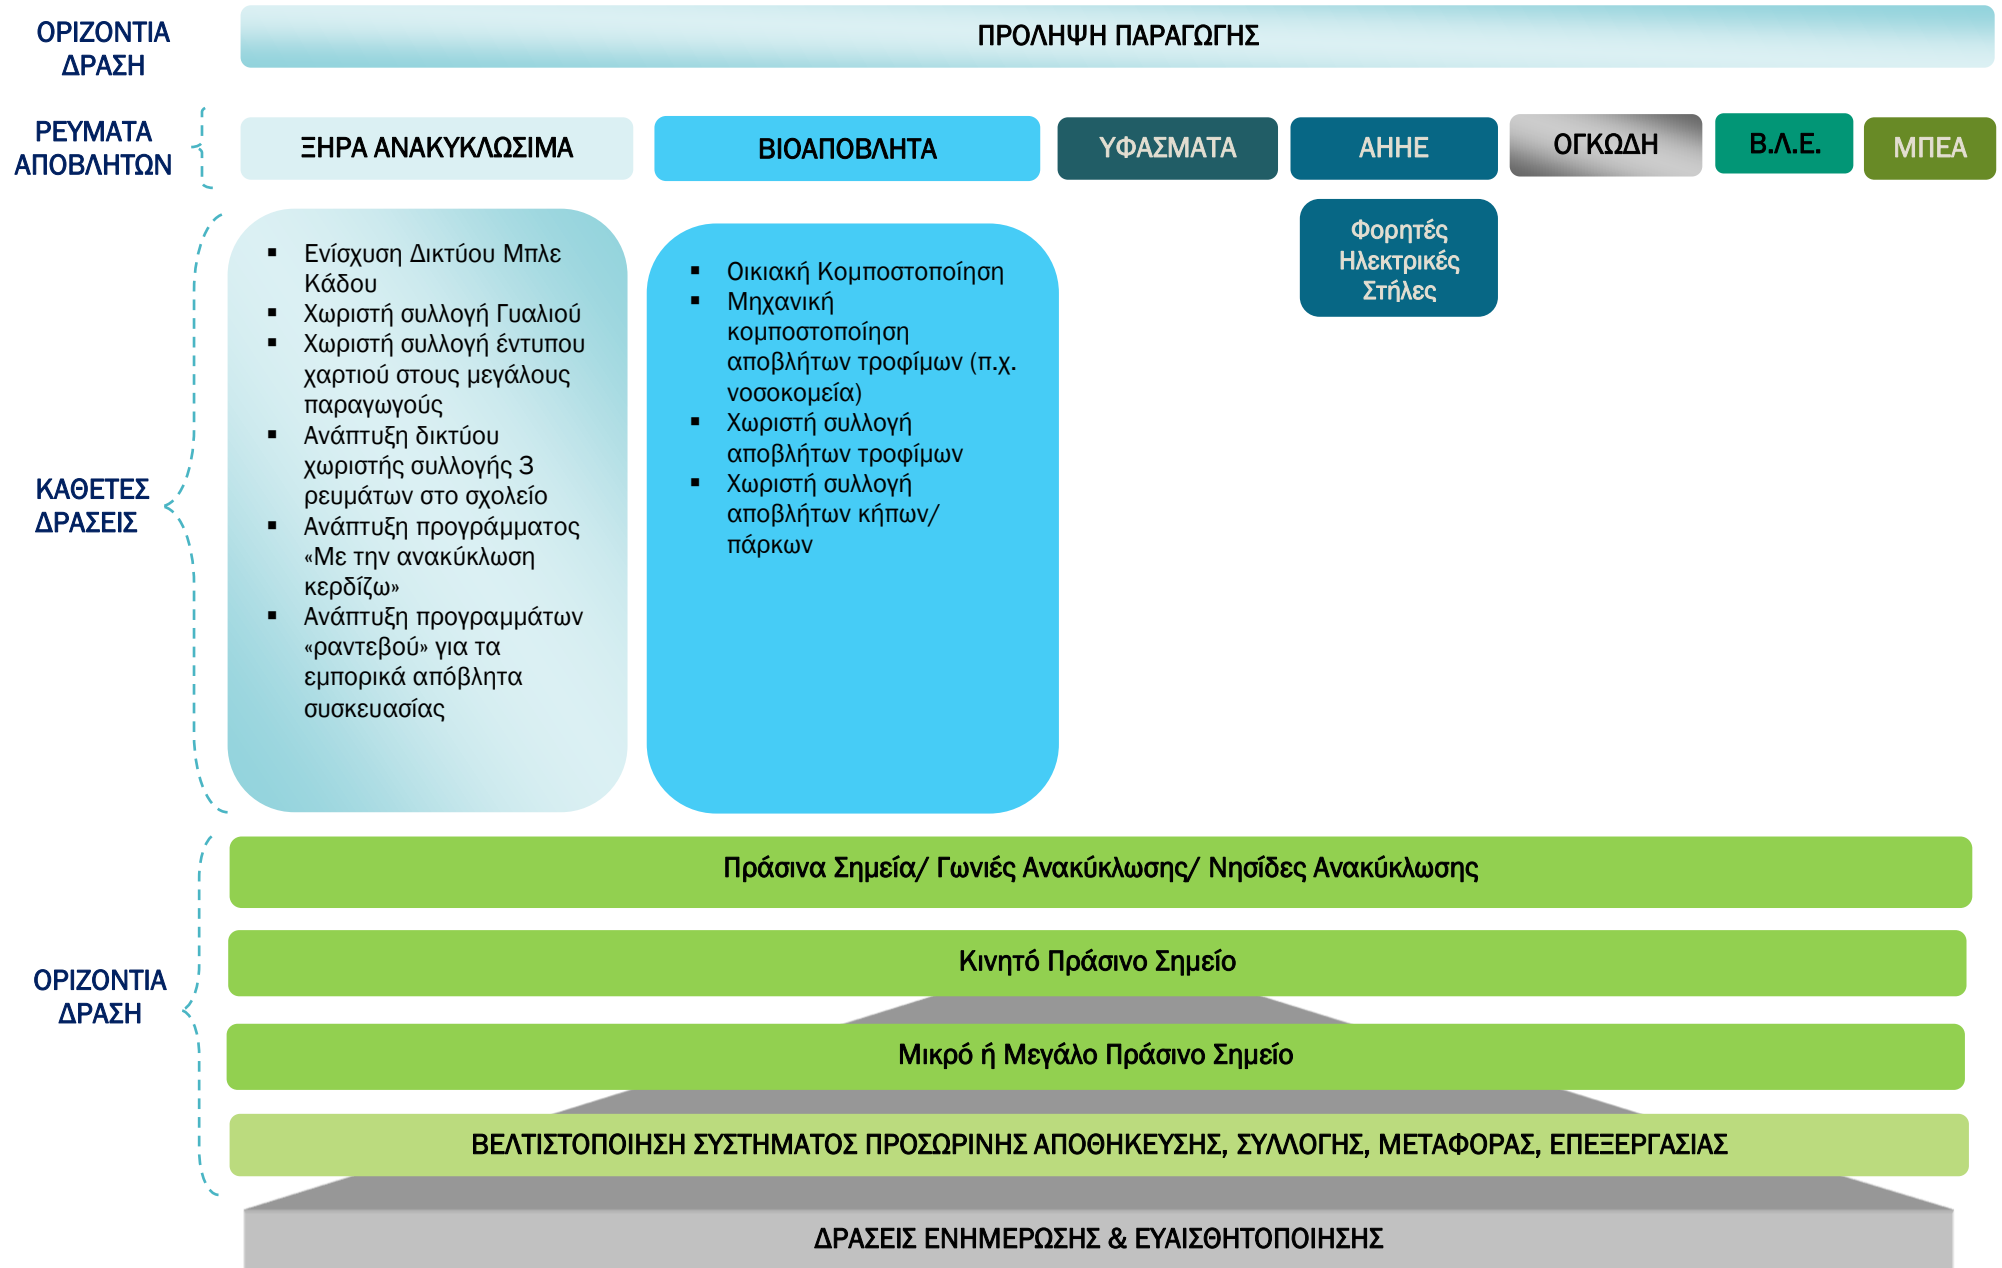 ΟΡΙΖΟΝΤΙΑ
ΔΡΑΣΗ
ΠΡΟΛΗΨΗ ΠΑΡΑΓΩΓΗΣ
ΡΕΥΜΑΤΑ
ΑΠΟΒΛΗΤΩΝ
ΞΗΡΑ ΑΝΑΚΥΚΛΩΣΙΜΑ
ΒΙΟΑΠΟΒΛΗΤΑ
ΥΦΑΣΜΑΤΑ
ΑΗΗΕ
ΟΓΚΩΔΗ
Β.Λ.Ε.
ΜΠΕΑ
ΚΑΘΕΤΕΣ
ΔΡΑΣΕΙΣ
▪ Ενίσχυση Δικτύου Μπλε
Κάδου
▪ Χωριστή συλλογή Γυαλιού
▪ Χωριστή συλλογή έντυπου
χαρτιού στους μεγάλους
παραγωγούς
▪ Ανάπτυξη δικτύου
χωριστής συλλογής 3
ρευμάτων στο σχολείο
▪ Ανάπτυξη προγράμματος
«Με την ανακύκλωση
κερδίζω»
▪ Ανάπτυξη προγραμμάτων
«ραντεβού» για τα
εμπορικά απόβλητα
συσκευασίας
▪ Οικιακή Κομποστοποίηση
▪ Μηχανική
κομποστοποίηση
αποβλήτων τροφίμων (π.χ.
νοσοκομεία)
▪ Χωριστή συλλογή
αποβλήτων τροφίμων
▪ Χωριστή συλλογή
αποβλήτων κήπων/
πάρκων
Φορητές
Ηλεκτρικές
Στήλες
ΟΡΙΖΟΝΤΙΑ
ΔΡΑΣΗ
Πράσινα Σημεία/ Γωνιές Ανακύκλωσης/ Νησίδες Ανακύκλωσης
Κινητό Πράσινο Σημείο
Μικρό ή Μεγάλο Πράσινο Σημείο
ΒΕΛΤΙΣΤΟΠΟΙΗΣΗ ΣΥΣΤΗΜΑΤΟΣ ΠΡΟΣΩΡΙΝΗΣ ΑΠΟΘΗΚΕΥΣΗΣ, ΣΥΛΛΟΓΗΣ, ΜΕΤΑΦΟΡΑΣ, ΕΠΕΞΕΡΓΑΣΙΑΣ
ΔΡΑΣΕΙΣ ΕΝΗΜΕΡΩΣΗΣ & ΕΥΑΙΣΘΗΤΟΠΟΙΗΣΗΣ